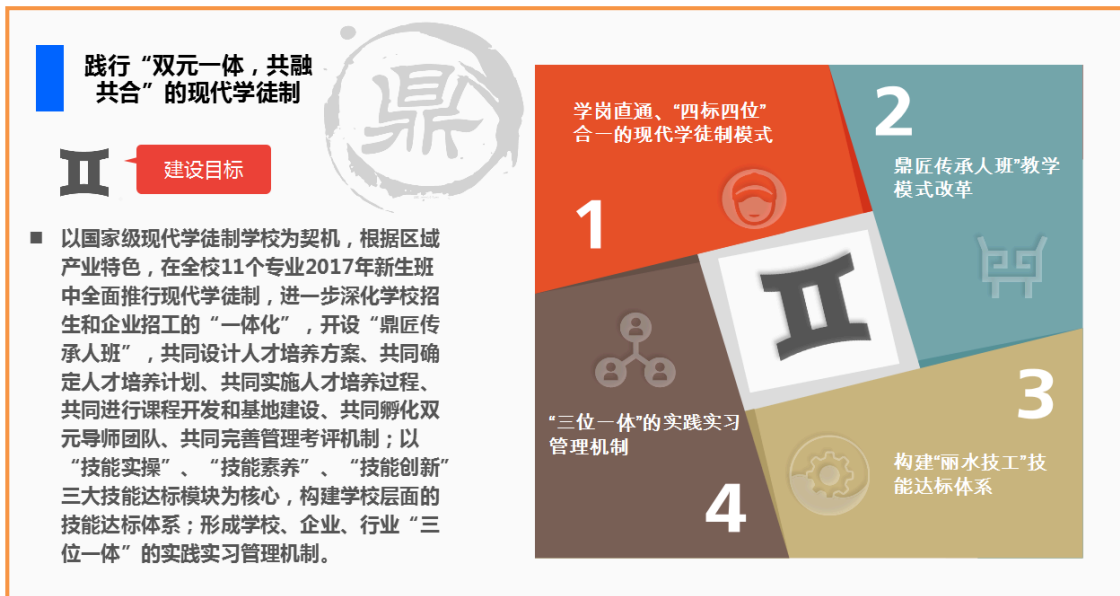 践行“双元一体，共融
共合”的现代学徒制
鼎
建设目标
以国家级现代学徒制学校为契机，根据区域
产业特色，在全校11个专业2017年新生班
中全面推行现代学徒制，进一步深化学校招
生和企业招工的“一体化”，开设“鼎匠传
承人班”，共同设计人才培养方案、共同确
定人才培养计划、共同实施人才培养过程、
共同进行课程开发和基地建设、共同孵化双
元导师团队、共同完善管理考评机制；以
“技能实操”、“技能素养”、“技能创新”
三大技能达标模块为核心，构建学校层面的
技能达标体系；形成学校、企业、行业“三
位一体”的实践实习管理机制。
学岗直通、“四标四位”
合一的现代学徒制模式
1
2
鼎匠传承人班”教学
模式改革
3
构建“丽水技工”技
能达标体系
“三位一体”的实践实习
管理机制
4